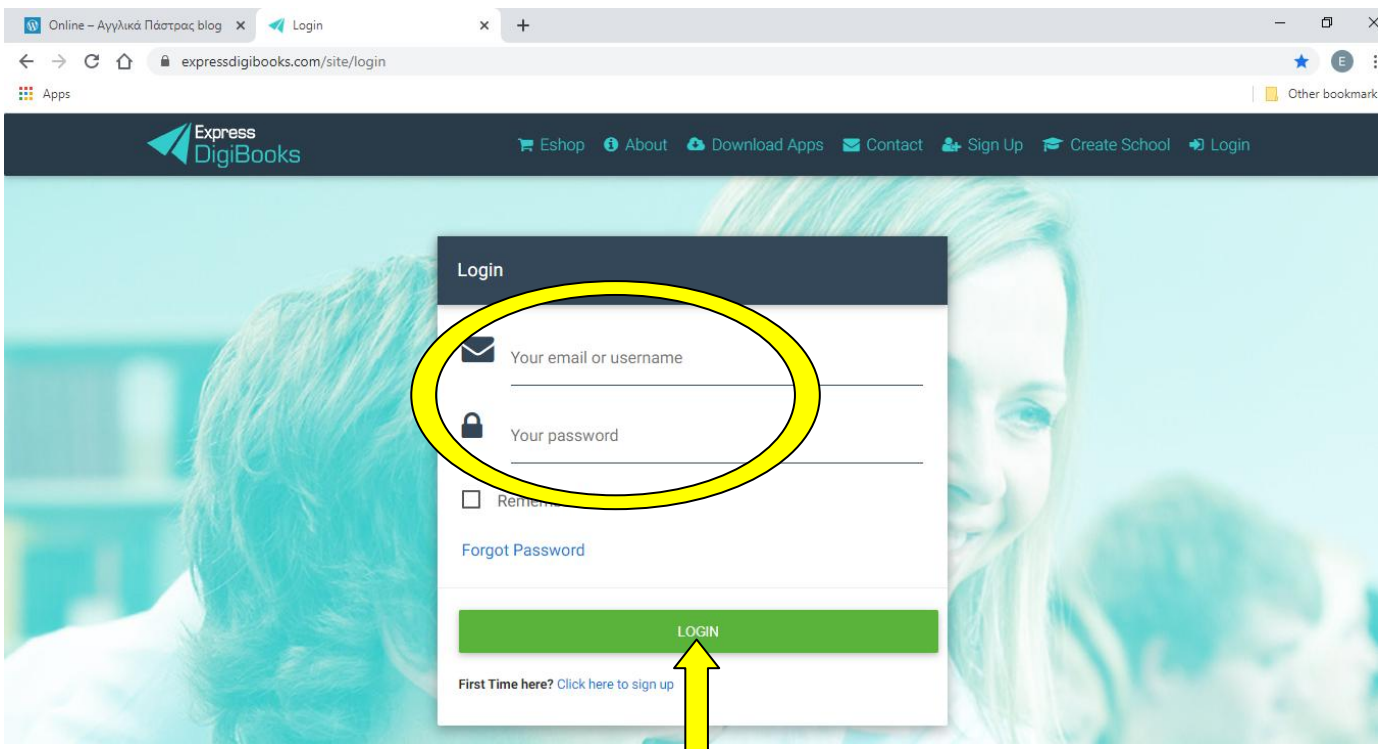 Online – Αγγλικά Πάστρας blog
Login
expressdigibooks.com/site/login
E
Apps
Other bookmark
Express
DigiBooks
Eshop About Download Apps Contact Sign Up Create School Login
Login
Your email or username
Your password
Forgot Password
LOGIN
First Time here? Click here to sign up